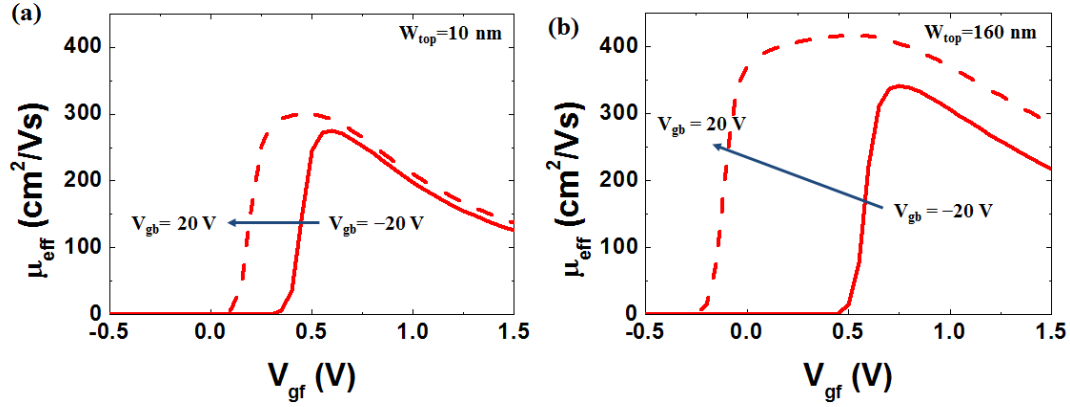 (a)
W_top=10 nm
400
300
200
100
0
μ_eff (cm²/Vs)
V_gb= 20 V
V_gb= −20 V
-0.5
0.0
0.5
1.0
1.5
V_gf (V)
(b)
W_top=160 nm
400
300
200
100
0
μ_eff (cm²/Vs)
V_gb = 20 V
V_gb = −20 V
-0.5
0.0
0.5
1.0
1.5
V_gf (V)